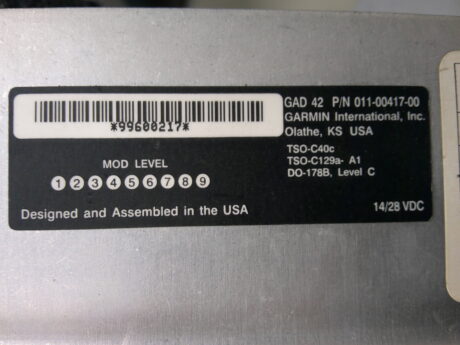 *99600217*
MOD LEVEL
1 2 3 4 5 6 7 8 9
Designed and Assembled in the USA
GAD 42 P/N 011-00417-00
GARMIN International, Inc.
Olathe, KS USA
TSO-C40c
TSO-C129a- A1
DO-178B, Level C
14/28 VDC